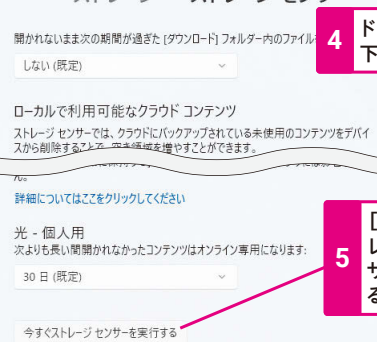 開かれないまま次の期間が過ぎた [ダウンロード] フォルダー内のファイル
4
ド
下
しない (既定)
ローカルで利用可能なクラウド コンテンツ
ストレージ センサーでは、クラウドにバックアップされている未使用のコンテンツをデバイ
スから削除することで、空き領域を増やすことができます。
ん。
詳細についてはここをクリックしてください
光 - 個人用
次よりも長い間開かれなかったコンテンツはオンライン専用になります:
30 日 (既定)
5
[
レ
サ
る
今すぐストレージ センサーを実行する